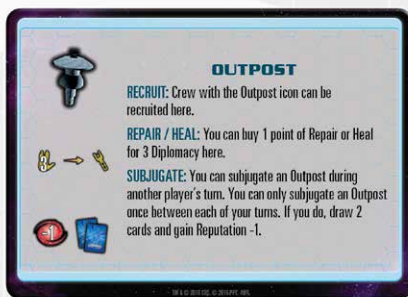 OUTPOST
RECRUIT: Crew with the Outpost icon can be
recruited here.
REPAIR / HEAL: You can buy 1 point of Repair or Heal
for 3 Diplomacy here.
3
SUBJUGATE: You can subjugate an Outpost during
another player's turn. You can only subjugate an Outpost
once between each of your turns. If you do, draw 2
cards and gain Reputation -1.
-1